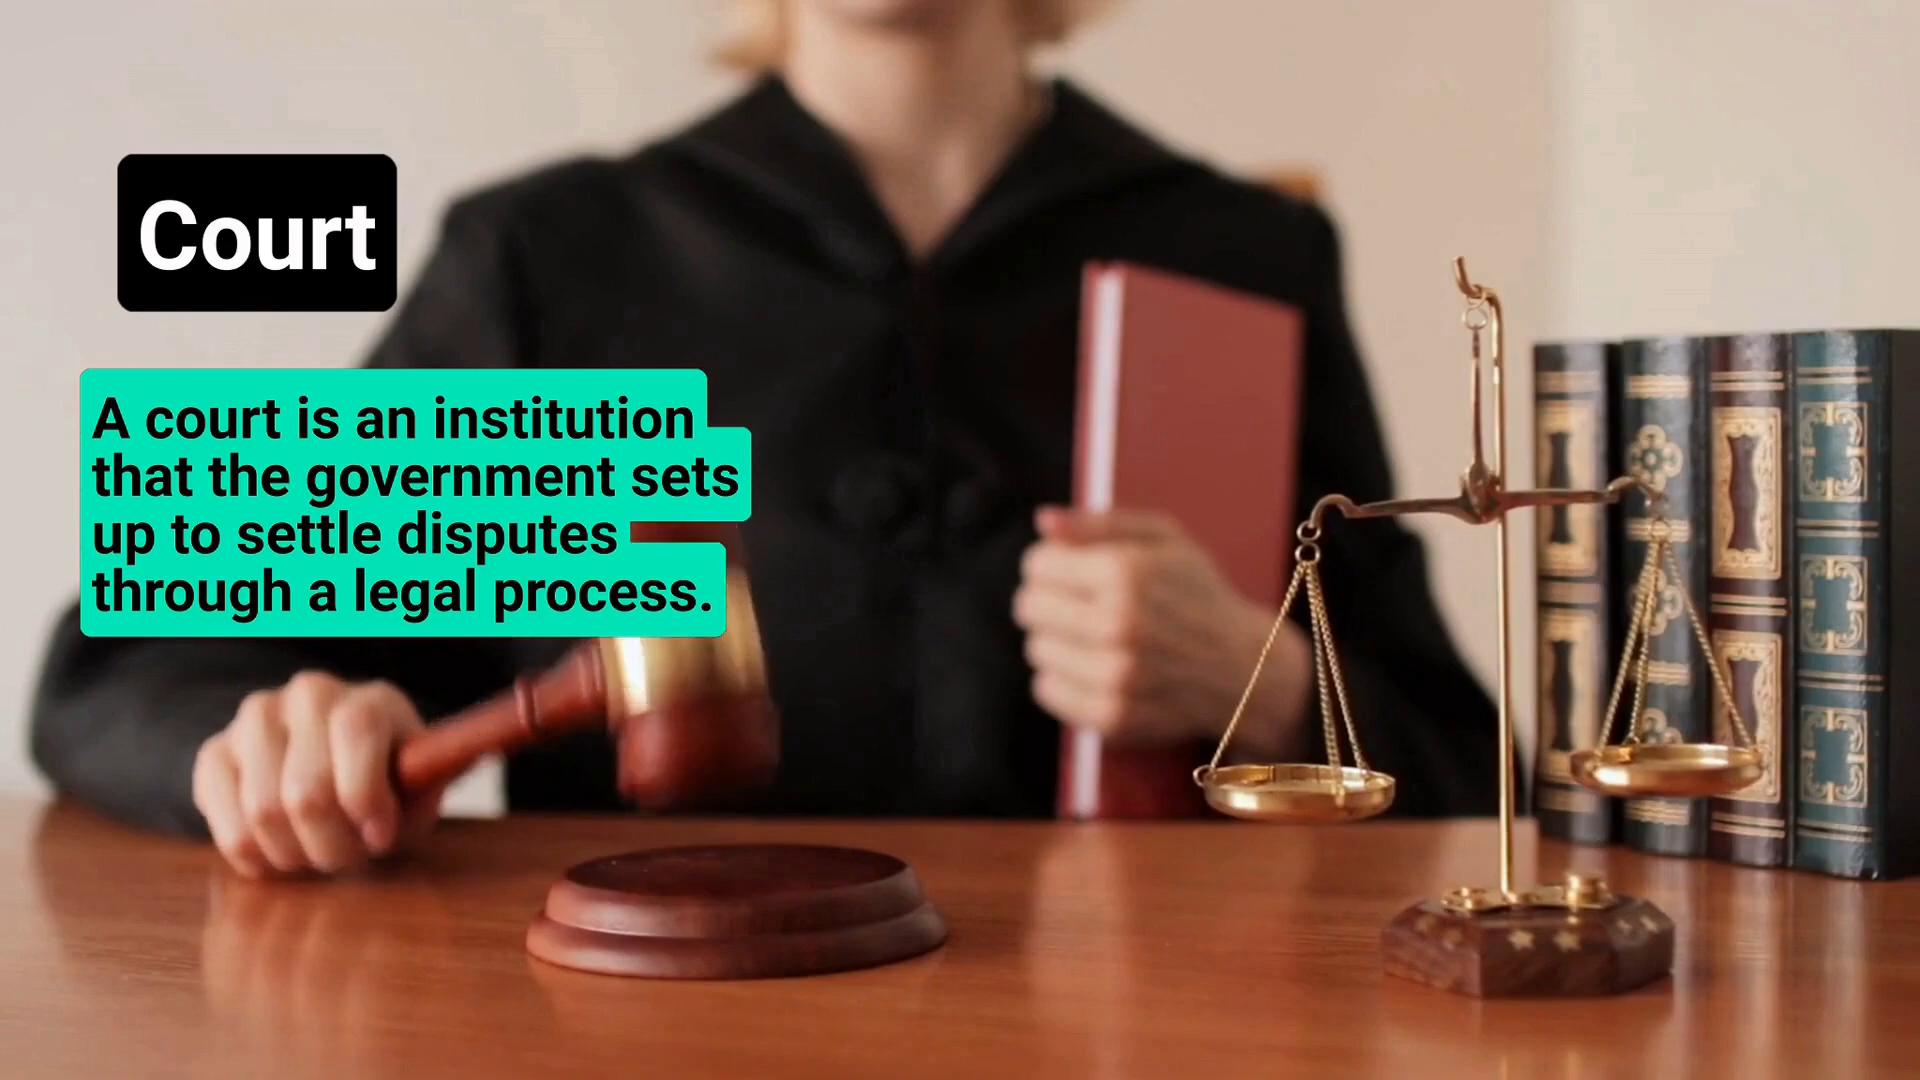 Court
A court is an institution
that the government sets
up to settle disputes
through a legal process.